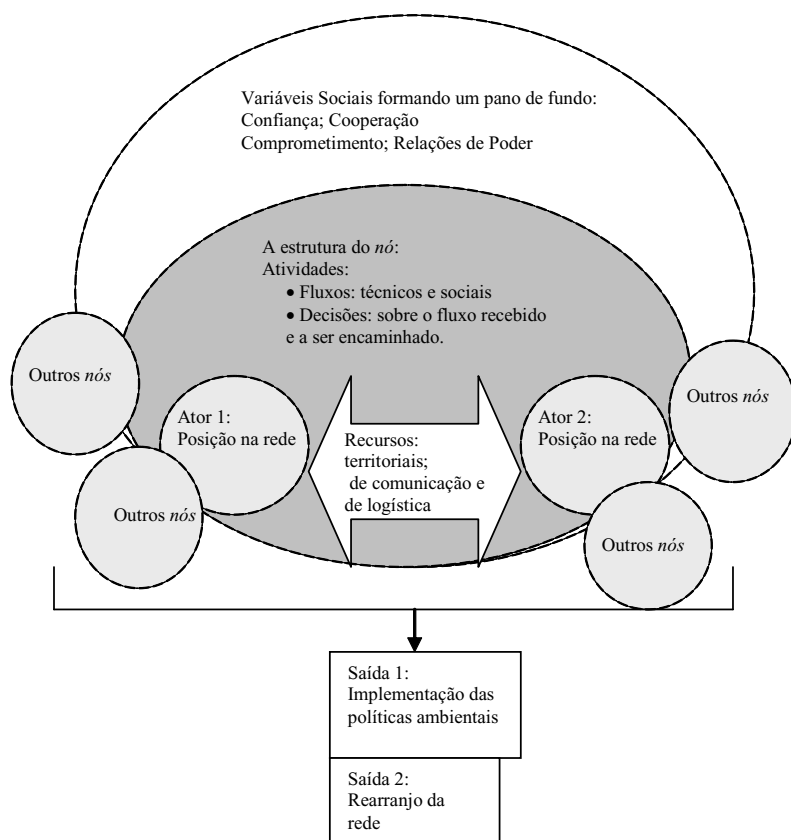 Variáveis Sociais formando um pano de fundo:
Confiança; Cooperação
Comprometimento; Relações de Poder
A estrutura do nó:
Atividades:
• Fluxos: técnicos e sociais
• Decisões: sobre o fluxo recebido
e a ser encaminhado.
Outros nós
Ator 1:
Posição na rede
Recursos:
territoriais;
de comunicação e
de logística
Ator 2:
Posição na rede
Outros nós
Outros nós
Outros nós
Saída 1:
Implementação das
políticas ambientais
Saída 2:
Rearranjo da
rede